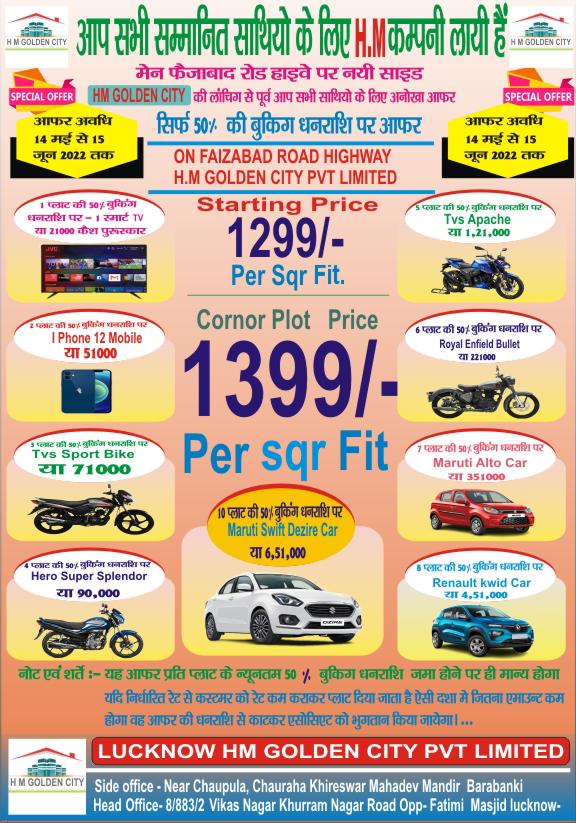 आप सभी सम्मानित साथियो के लिए H.M कम्पनी लायी हैं
H M GOLDEN CITY
H M GOLDEN CITY
मेन फैजाबाद रोड हाइवे पर नयी साइड
SPECIAL OFFER
SPECIAL OFFER
HM GOLDEN CITY की लांचिग से पूर्व आप सभी साथियो के लिए अनोखा आफर
आफर अवधि
14 मई से 15
जून 2022 तक
सिर्फ 50% की बुकिग धनराशि पर आफर
आफर अवधि
14 मई से 15
जून 2022 तक
ON FAIZABAD ROAD HIGHWAY
H.M GOLDEN CITY PVT LIMITED
1 प्लाट की 50% बुकिंग
धनराशि पर – 1 स्मार्ट TV
या 21000 कैश पुरूस्कार
JVC
Starting Price
1299/-
Per Sqr Fit.
5 प्लाट की 50% बुकिंग धनराशि पर
Tvs Apache
या 1,21,000
2 प्लाट की 50% बुकिंग धनराशि पर
I Phone 12 Mobile
या 51000
Cornor Plot Price
1399/-
Per sqr Fit
6 प्लाट की 50% बुकिंग धनराशि पर
Royal Enfield Bullet
या 221000
3 प्लाट की 50% बुकिंग धनराशि पर
Tvs Sport Bike
या 71000
7 प्लाट की 50% बुकिंग धनराशि पर
Maruti Alto Car
या 351000
10 प्लाट की 50% बुकिंग धनराशि पर
Maruti Swift Dezire Car
या 6,51,000
4 प्लाट की 50% बुकिंग धनराशि पर
Hero Super Splendor
या 90,000
8 प्लाट की 50% बुकिंग धनराशि पर
Renault kwid Car
या 4,51,000
नोट एवं शर्ते :– यह आफर प्रति प्लाट के न्यूनतम 50 % बुकिग धनराशि जमा होने पर ही मान्य होगा
यदि निर्धारित रेट से कस्टमर को रेट कम कराकर प्लाट दिया जाता है ऐसी दशा मे जितना एमाउन्ट कम
होगा वह आफर की धनराशि से काटकर एसोसिएट को भुगतान किया जायेगा। ...
H M GOLDEN CITY
LUCKNOW HM GOLDEN CITY PVT LIMITED
Side office - Near Chaupula, Chauraha Khireswar Mahadev Mandir Barabanki
Head Office- 8/883/2 Vikas Nagar Khurram Nagar Road Opp- Fatimi Masjid lucknow-